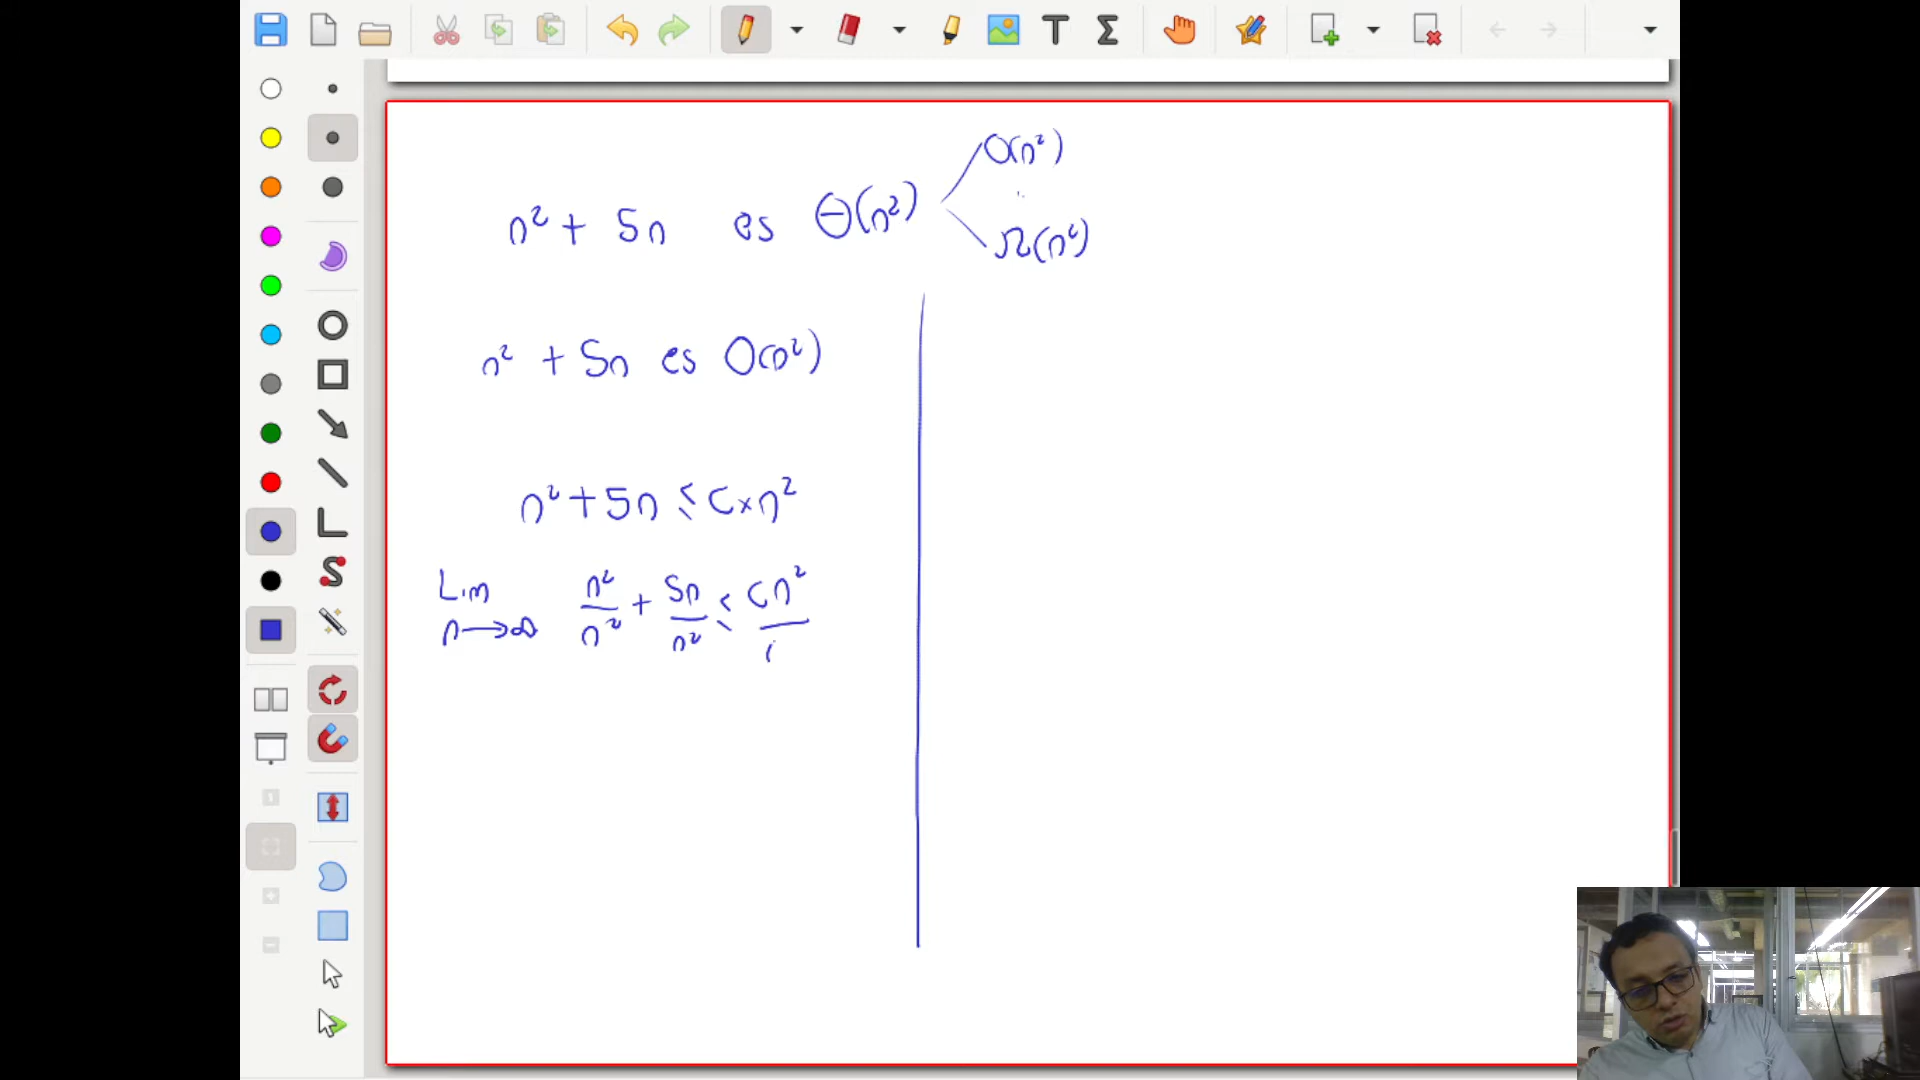 O(n²)
n² + 5n es Θ(n²)
Ω(n²)
n² + 5n es O(n²)
n² + 5n ≤ C×n²
Lim n→∞ n²/n² + 5n/n² ≤ Cn²/